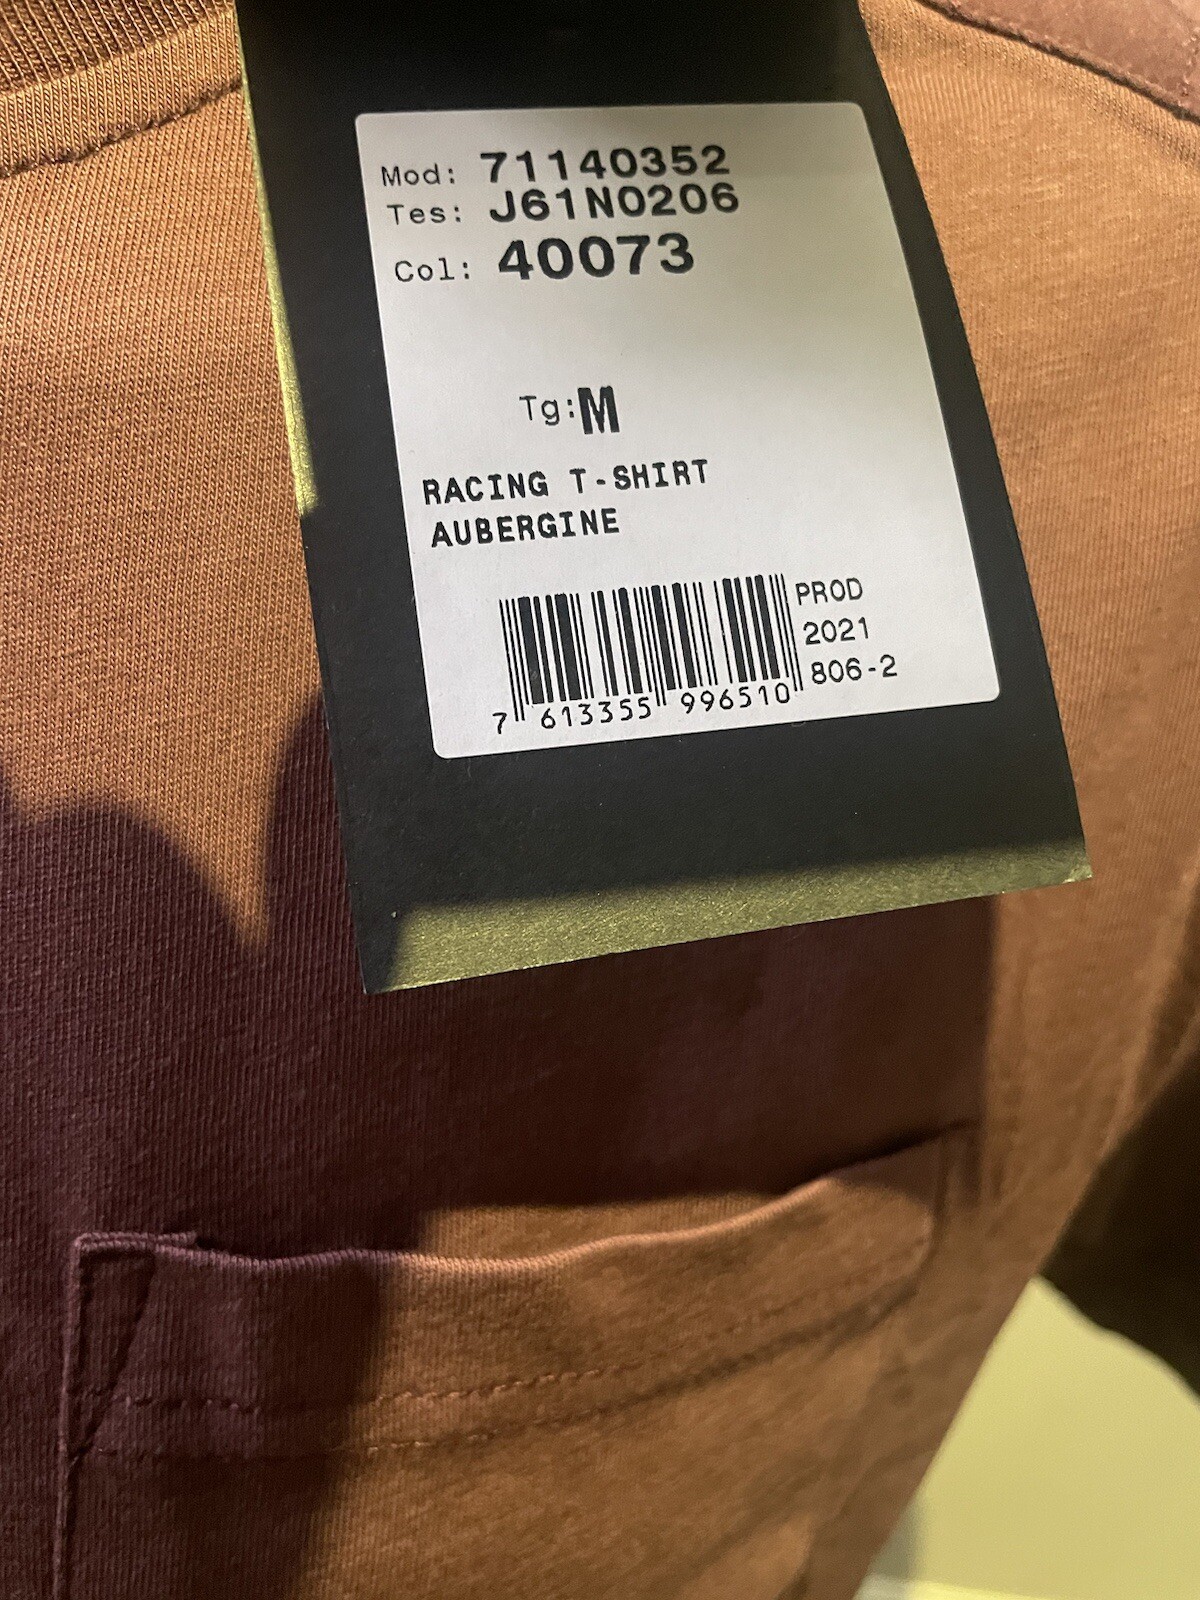 Mod: 71140352
Tes: J61N0206
Col: 40073
Tg:M
RACING T-SHIRT
AUBERGINE
PROD
2021
806-2
7 613355 996510